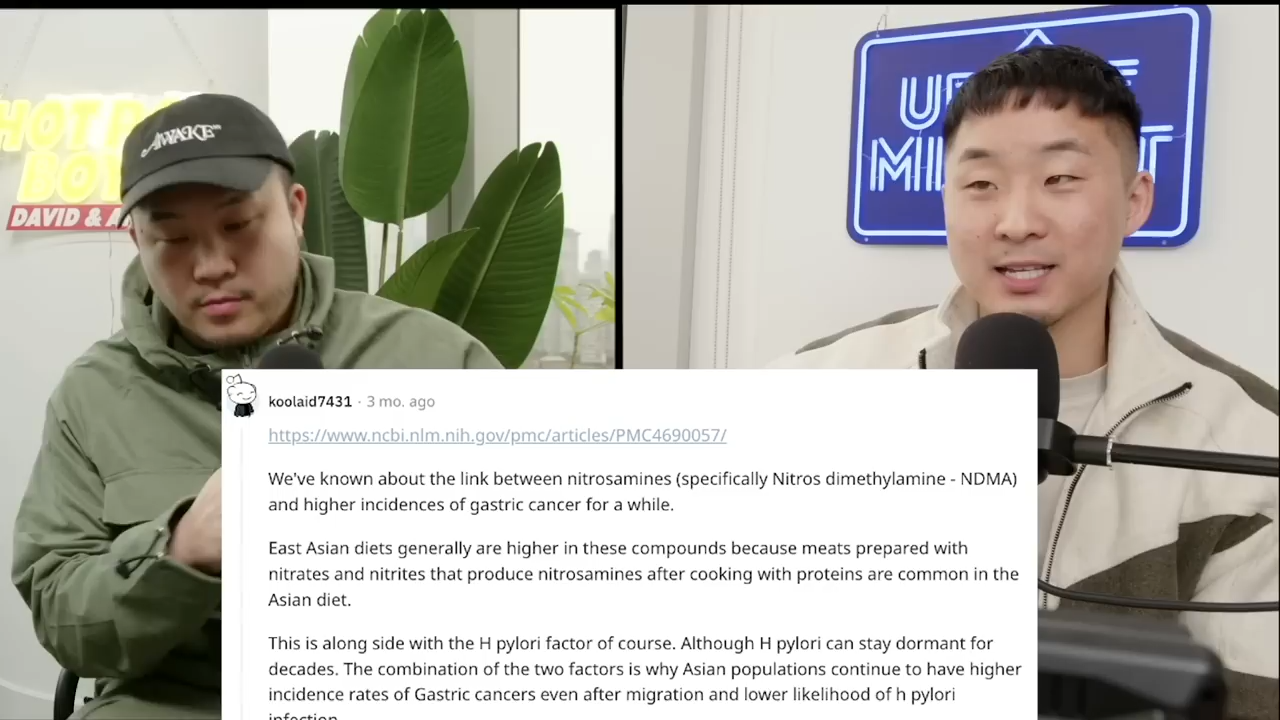 HOT
BOY
DAVID & A
AWAKE
U
MI T
koolaid7431 · 3 mo. ago
https://www.ncbi.nlm.nih.gov/pmc/articles/PMC4690057/
We've known about the link between nitrosamines (specifically Nitros dimethylamine - NDMA)
and higher incidences of gastric cancer for a while.
East Asian diets generally are higher in these compounds because meats prepared with
nitrates and nitrites that produce nitrosamines after cooking with proteins are common in the
Asian diet.
This is along side with the H pylori factor of course. Although H pylori can stay dormant for
decades. The combination of the two factors is why Asian populations continue to have higher
incidence rates of Gastric cancers even after migration and lower likelihood of h pylori
infection.